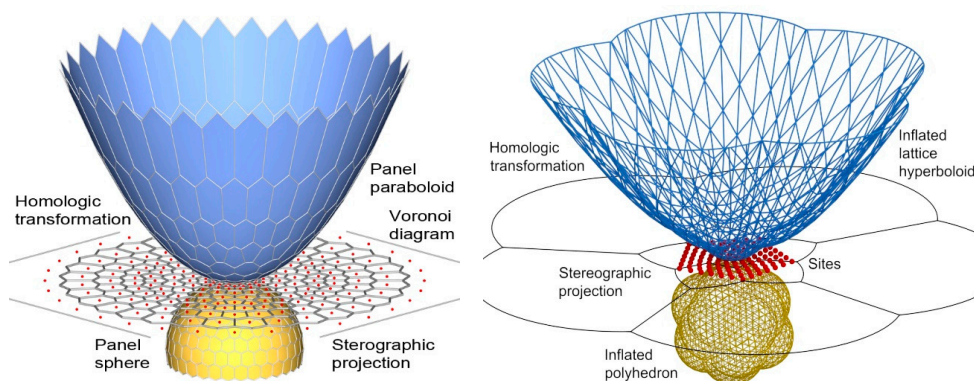 Homologic
transformation
Panel
paraboloid
Voronoi
diagram
Panel
sphere
Sterographic
projection
Homologic
transformation
Inflated
lattice
hyperboloid
Stereographic
projection
Sites
Inflated
polyhedron